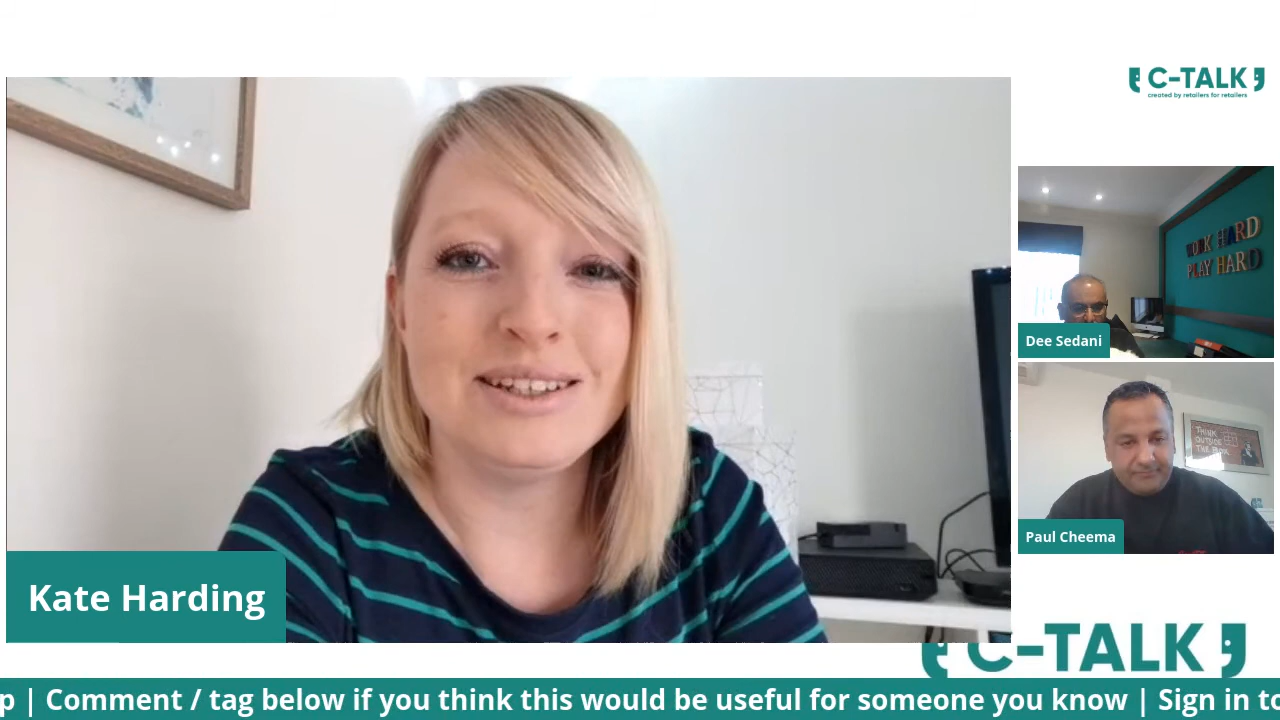 C-TALK
created by retailers for retailers
WORK HARD
PLAY HARD
Dee Sedani
THINK
OUTSIDE
THE BOX
Paul Cheema
Kate Harding
C-TALK
p | Comment / tag below if you think this would be useful for someone you know | Sign in to